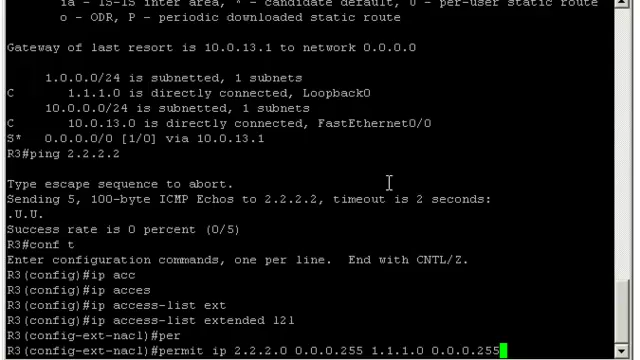 ia - IS-IS inter area, * - candidate default, U - per-user static route
o - ODR, P - periodic downloaded static route
Gateway of last resort is 10.0.13.1 to network 0.0.0.0
1.0.0.0/24 is subnetted, 1 subnets
C 1.1.1.0 is directly connected, Loopback0
10.0.0.0/24 is subnetted, 1 subnets
C 10.0.13.0 is directly connected, FastEthernet0/0
S* 0.0.0.0/0 [1/0] via 10.0.13.1
R3#ping 2.2.2.2
Type escape sequence to abort.
Sending 5, 100-byte ICMP Echos to 2.2.2.2, timeout is 2 seconds:
.U.U.
Success rate is 0 percent (0/5)
R3#conf t
Enter configuration commands, one per line. End with CNTL/Z.
R3(config)#ip acc
R3(config)#ip acces
R3(config)#ip access-list ext
R3(config)#ip access-list extended l2l
R3(config-ext-nacl)#per
R3(config-ext-nacl)#permit ip 2.2.2.0 0.0.0.255 1.1.1.0 0.0.0.255